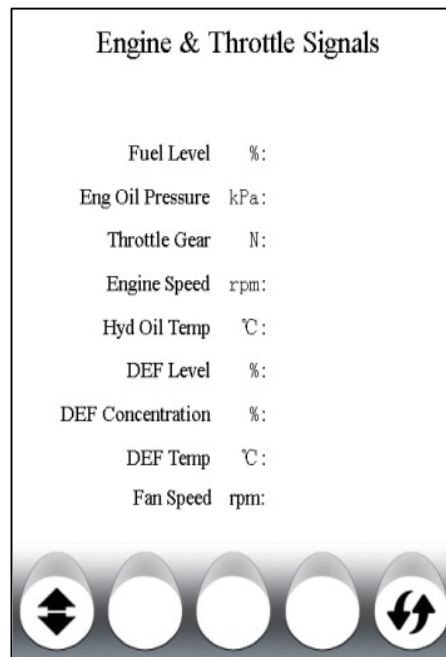 Engine & Throttle Signals
Fuel Level %:
Eng Oil Pressure kPa:
Throttle Gear N:
Engine Speed rpm:
Hyd Oil Temp ℃:
DEF Level %:
DEF Concentration %:
DEF Temp ℃:
Fan Speed rpm: